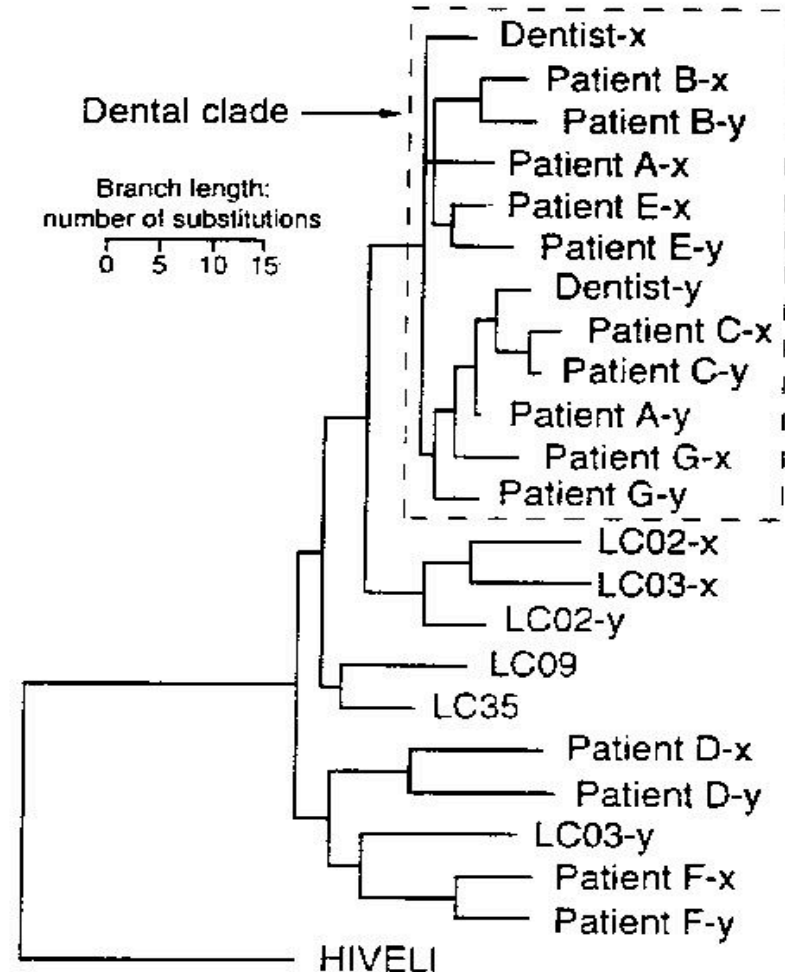 Dentist-x
Patient B-x
Dental clade
Patient B-y
Patient A-x
Branch length:
number of substitutions
0 5 10 15
Patient E-x
Patient E-y
Dentist-y
Patient C-x
Patient C-y
Patient A-y
Patient G-x
Patient G-y
LC02-x
LC03-x
LC02-y
LC09
LC35
Patient D-x
Patient D-y
LC03-y
Patient F-x
Patient F-y
HIVELI